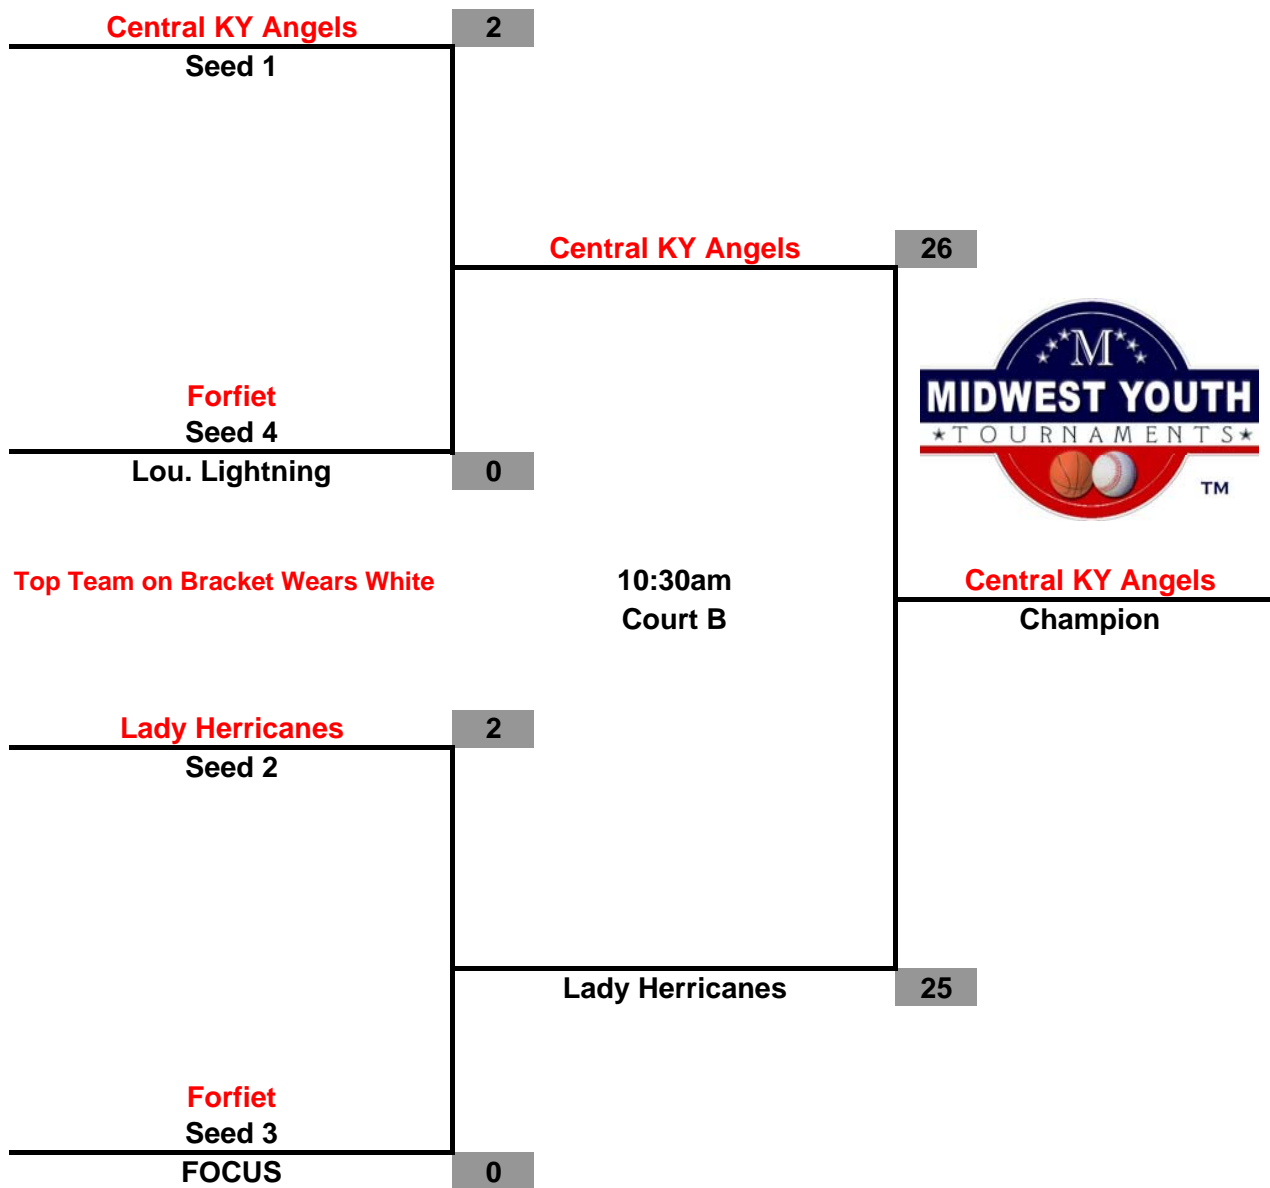 Central KY Angels 2
Seed 1
Central KY Angels 26
Forfiet
Seed 4
Lou. Lightning 0
M
MIDWEST YOUTH
★TOURNAMENTS★
TM
Top Team on Bracket Wears White
10:30am
Court B
Central KY Angels
Champion
Lady Herricanes 2
Seed 2
Lady Herricanes 25
Forfiet
Seed 3
FOCUS 0